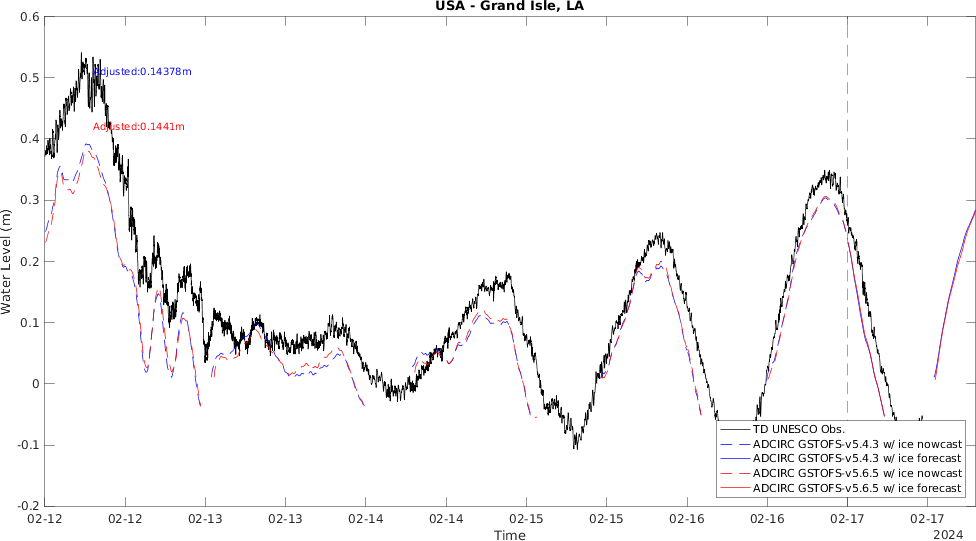 USA - Grand Isle, LA
0.6
0.5
0.4
0.3
0.2
0.1
0
-0.1
-0.2
Water Level (m)
Adjusted:0.14378m
Adjusted:0.1441m
TD UNESCO Obs.
ADCIRC GSTOFS-v5.4.3 w/ ice nowcast
ADCIRC GSTOFS-v5.4.3 w/ ice forecast
ADCIRC GSTOFS-v5.6.5 w/ ice nowcast
ADCIRC GSTOFS-v5.6.5 w/ ice forecast
02-12 02-12 02-13 02-13 02-14 02-14 02-15 02-15 02-16 02-16 02-17 02-17
Time
2024